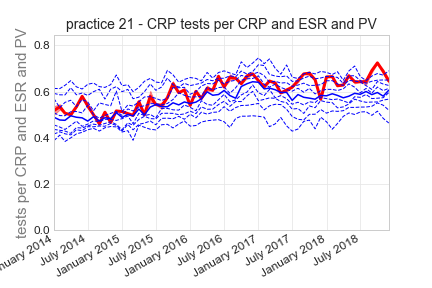 practice 21 - CRP tests per CRP and ESR and PV
tests per CRP and ESR and PV
0.8
0.6
0.4
0.2
0.0
nuary 2014
July 2014
January 2015
July 2015
January 2016
July 2016
January 2017
July 2017
January 2018
July 2018